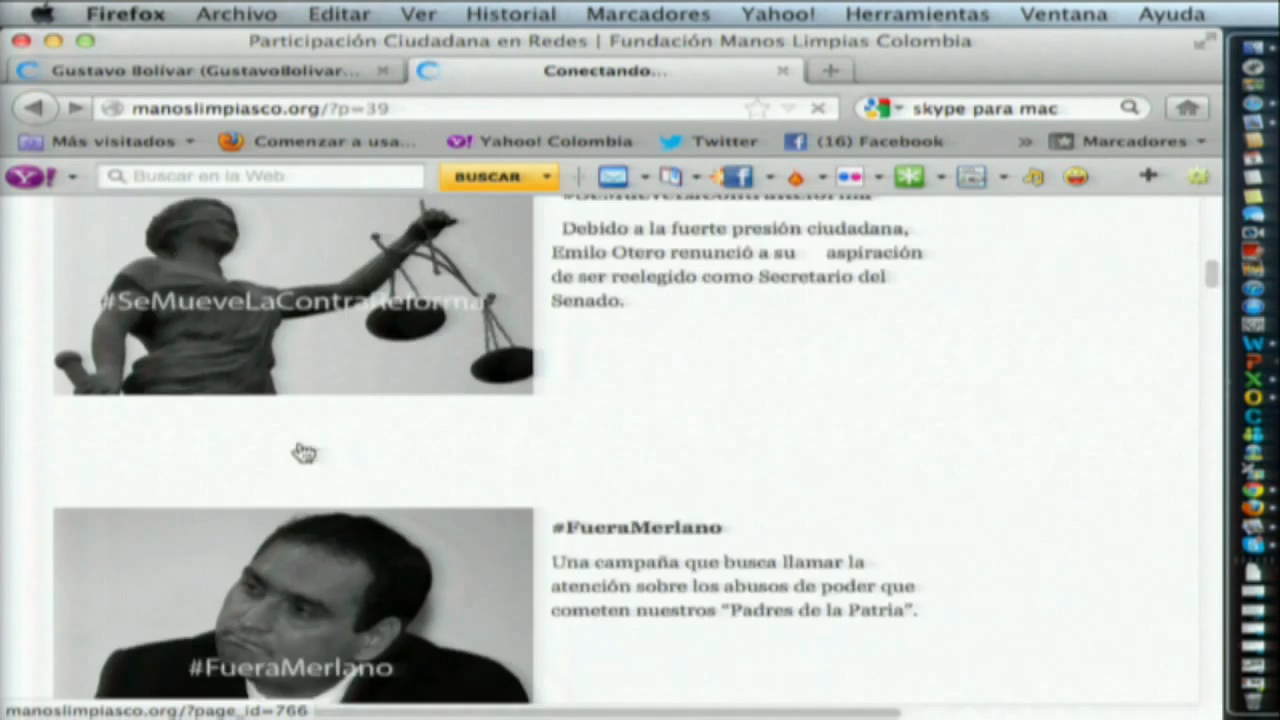 Firefox Archivo Editar Ver Historial Marcadores Yahoo! Herramientas Ventana Ayuda
Participación Ciudadana en Redes | Fundación Manos Limpias Colombia
Gustavo Bolívar (GustavoBolivar... Conectando...
manoslimpiasco.org/?p=39 skype para mac
Más visitados Comenzar a usa... Yahoo! Colombia Twitter (16) Facebook » Marcadores
Buscar en la Web BUSCAR
#SeMueveLaContraReforma
Debido a la fuerte presión ciudadana,
Emilo Otero renunció a su aspiración
de ser reelegido como Secretario del
Senado.
#SeMueveLaContraReforma
#FueraMerlano
Una campaña que busca llamar la
atención sobre los abusos de poder que
cometen nuestros “Padres de la Patria”.
#FueraMerlano
manoslimpiasco.org/?page_id=766